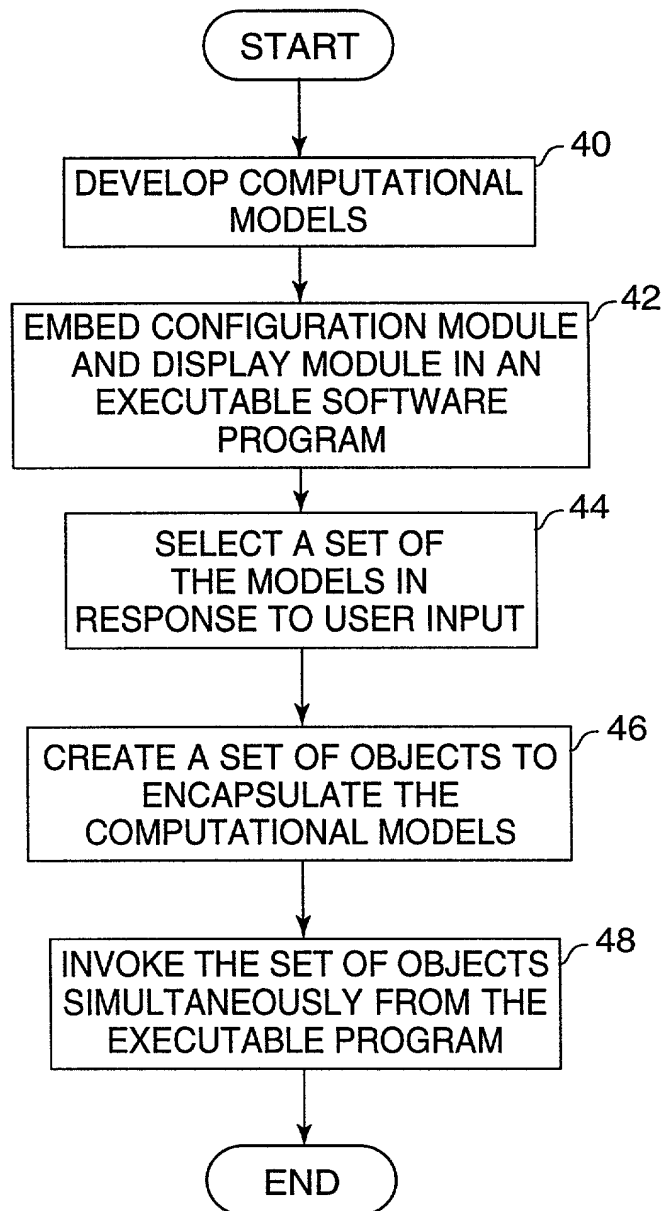 START
40
DEVELOP COMPUTATIONAL
MODELS
42
EMBED CONFIGURATION MODULE
AND DISPLAY MODULE IN AN
EXECUTABLE SOFTWARE
PROGRAM
44
SELECT A SET OF
THE MODELS IN
RESPONSE TO USER INPUT
46
CREATE A SET OF OBJECTS TO
ENCAPSULATE THE
COMPUTATIONAL MODELS
48
INVOKE THE SET OF OBJECTS
SIMULTANEOUSLY FROM THE
EXECUTABLE PROGRAM
END